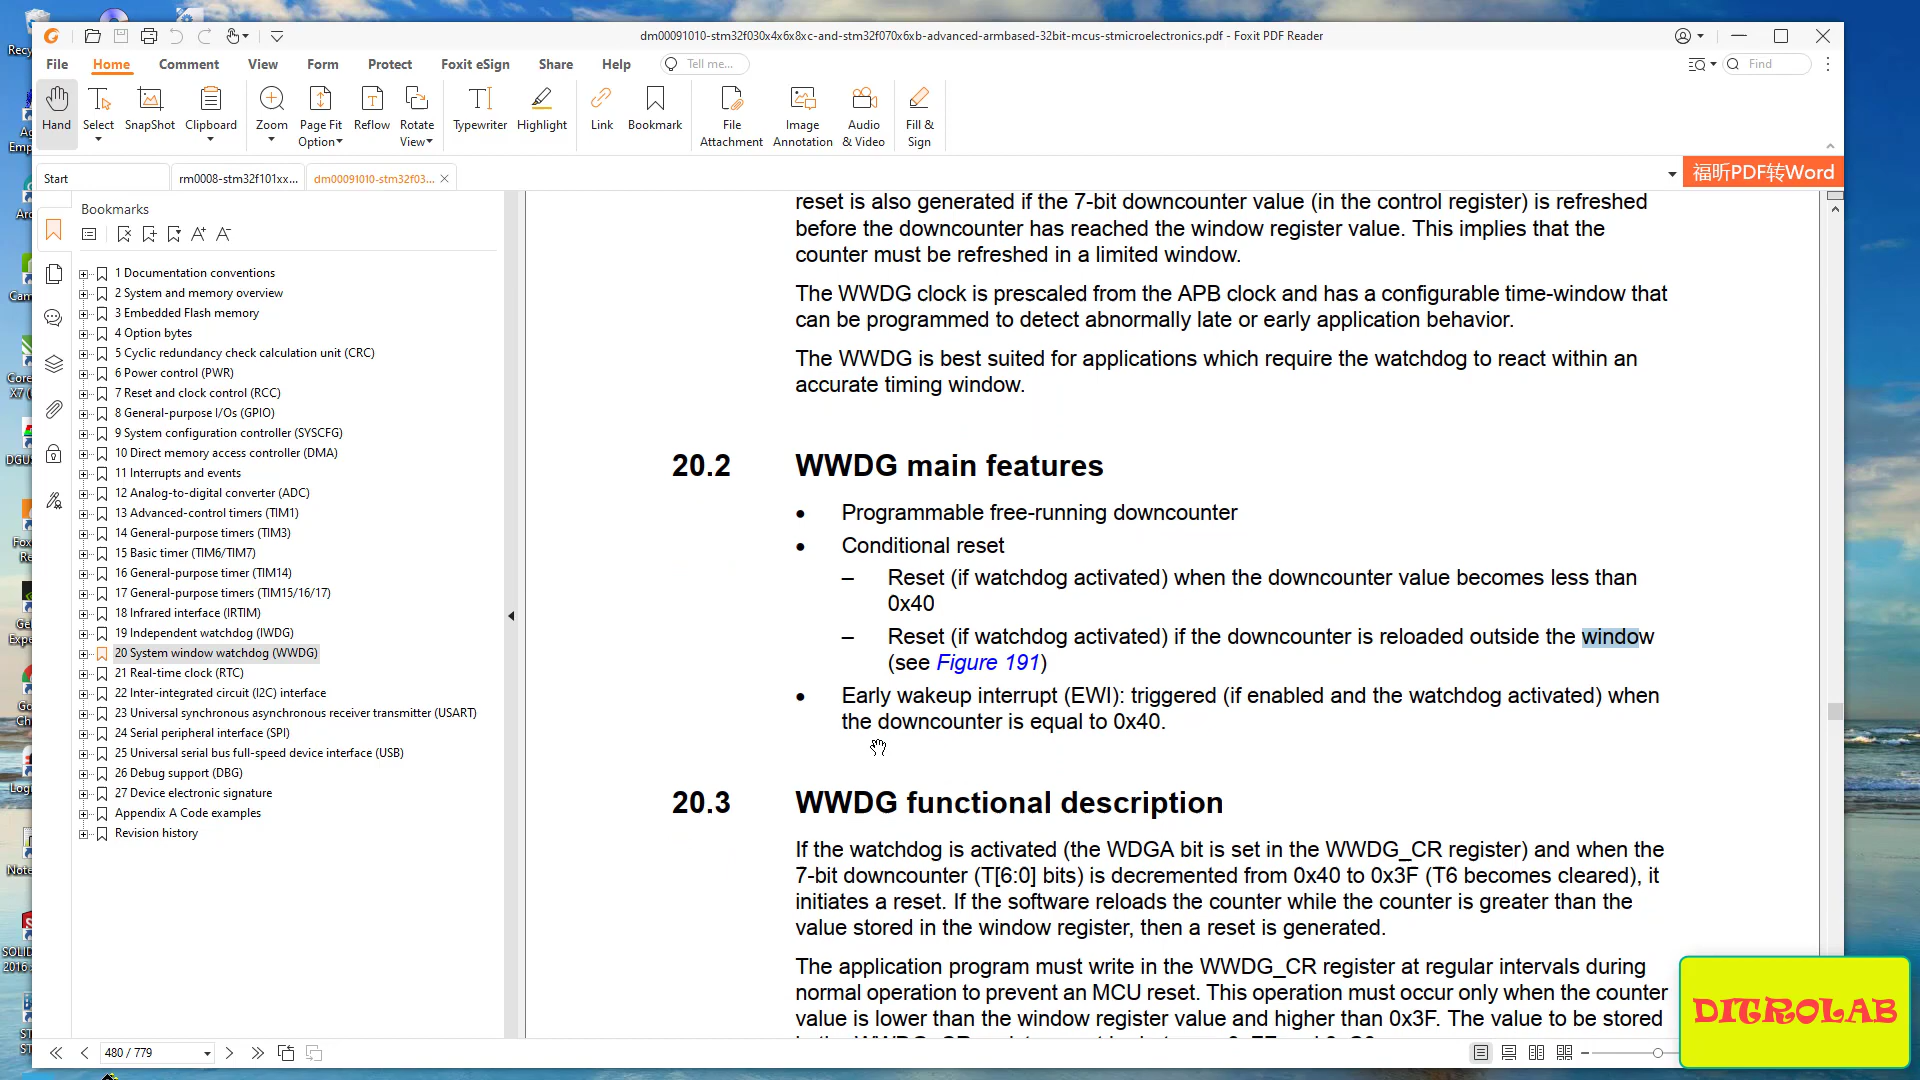 dm00091010-stm32f030x4x6x8xc-and-stm32f070x6xb-advanced-armbased-32bit-mcus-stmicroelectronics.pdf - Foxit PDF Reader
File Home Comment View Form Protect Foxit eSign Share Help Tell me... Find
Hand Select SnapShot Clipboard Zoom Page Fit Option Reflow Rotate View Typewriter Highlight Link Bookmark File Attachment Image Annotation Audio & Video Fill & Sign
Start rm0008-stm32f101xx... dm00091010-stm32f03... 福昕PDF转Word
Bookmarks
1 Documentation conventions
2 System and memory overview
3 Embedded Flash memory
4 Option bytes
5 Cyclic redundancy check calculation unit (CRC)
6 Power control (PWR)
7 Reset and clock control (RCC)
8 General-purpose I/Os (GPIO)
9 System configuration controller (SYSCFG)
10 Direct memory access controller (DMA)
11 Interrupts and events
12 Analog-to-digital converter (ADC)
13 Advanced-control timers (TIM1)
14 General-purpose timers (TIM3)
15 Basic timer (TIM6/TIM7)
16 General-purpose timer (TIM14)
17 General-purpose timers (TIM15/16/17)
18 Infrared interface (IRTIM)
19 Independent watchdog (IWDG)
20 System window watchdog (WWDG)
21 Real-time clock (RTC)
22 Inter-integrated circuit (I2C) interface
23 Universal synchronous asynchronous receiver transmitter (USART)
24 Serial peripheral interface (SPI)
25 Universal serial bus full-speed device interface (USB)
26 Debug support (DBG)
27 Device electronic signature
Appendix A Code examples
Revision history
reset is also generated if the 7-bit downcounter value (in the control register) is refreshed
before the downcounter has reached the window register value. This implies that the
counter must be refreshed in a limited window.
The WWDG clock is prescaled from the APB clock and has a configurable time-window that
can be programmed to detect abnormally late or early application behavior.
The WWDG is best suited for applications which require the watchdog to react within an
accurate timing window.
20.2 WWDG main features
• Programmable free-running downcounter
• Conditional reset
– Reset (if watchdog activated) when the downcounter value becomes less than
0x40
– Reset (if watchdog activated) if the downcounter is reloaded outside the window
(see Figure 191)
• Early wakeup interrupt (EWI): triggered (if enabled and the watchdog activated) when
the downcounter is equal to 0x40.
20.3 WWDG functional description
If the watchdog is activated (the WDGA bit is set in the WWDG_CR register) and when the
7-bit downcounter (T[6:0] bits) is decremented from 0x40 to 0x3F (T6 becomes cleared), it
initiates a reset. If the software reloads the counter while the counter is greater than the
value stored in the window register, then a reset is generated.
The application program must write in the WWDG_CR register at regular intervals during
normal operation to prevent an MCU reset. This operation must occur only when the counter
value is lower than the window register value and higher than 0x3F. The value to be stored
480 / 779
DITROLAB